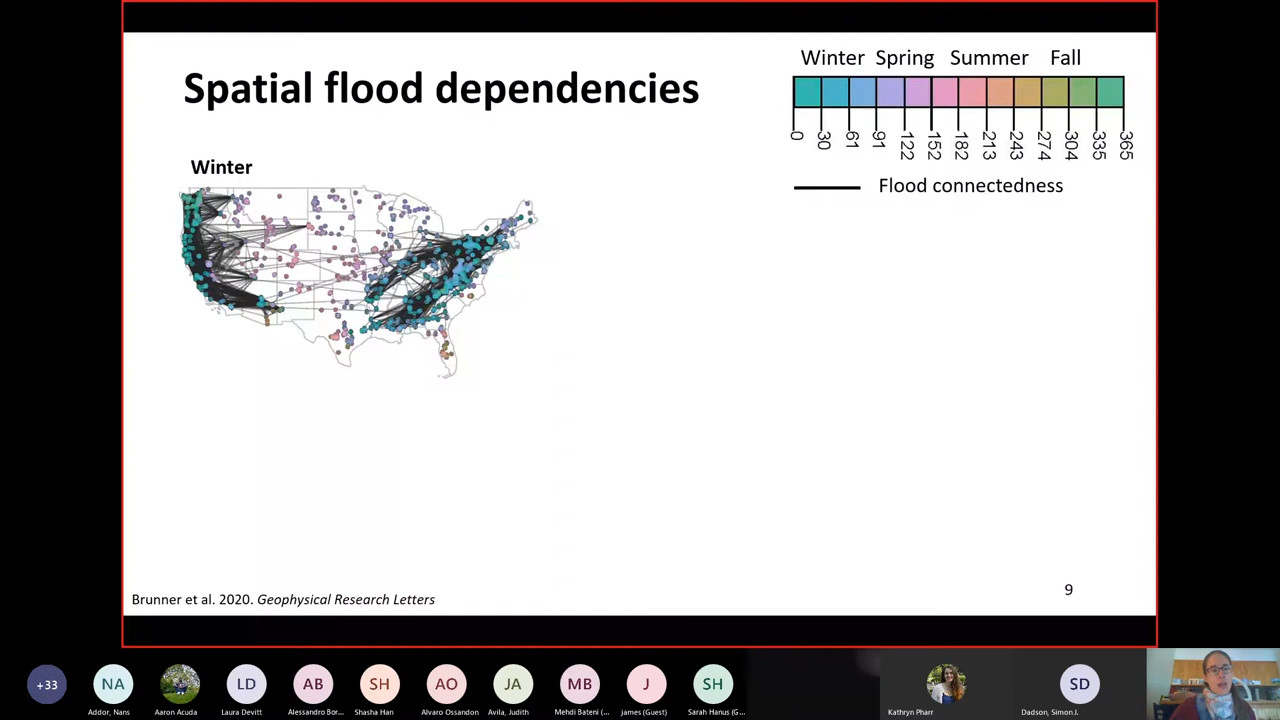 Spatial flood dependencies
Winter Spring Summer Fall
0 30 61 91 122 152 182 213 243 274 304 335 365
Flood connectedness
Winter
Brunner et al. 2020. Geophysical Research Letters
9
+33 NA LD AB SH AO JA MB J SH SD
Addor, Nans Aaron Acuda Laura Devitt Alessandro Bor... Shasha Han Alvaro Ossandon Avila, Judith Mehdi Bateni (... james (Guest) Sarah Hanus (G... Kathryn Pharr Dadson, Simon J.